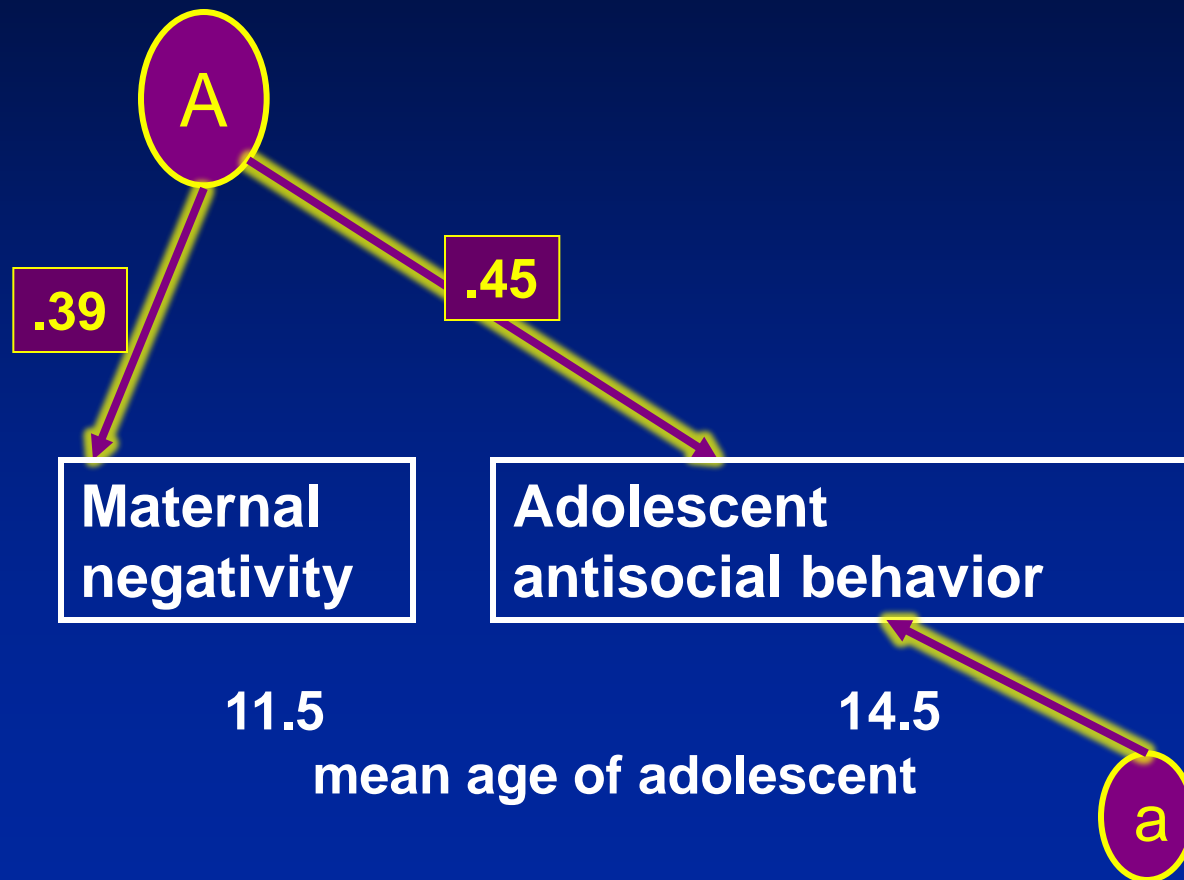 A
.39
.45
Maternal
negativity
Adolescent
antisocial behavior
11.5
14.5
mean age of adolescent
a